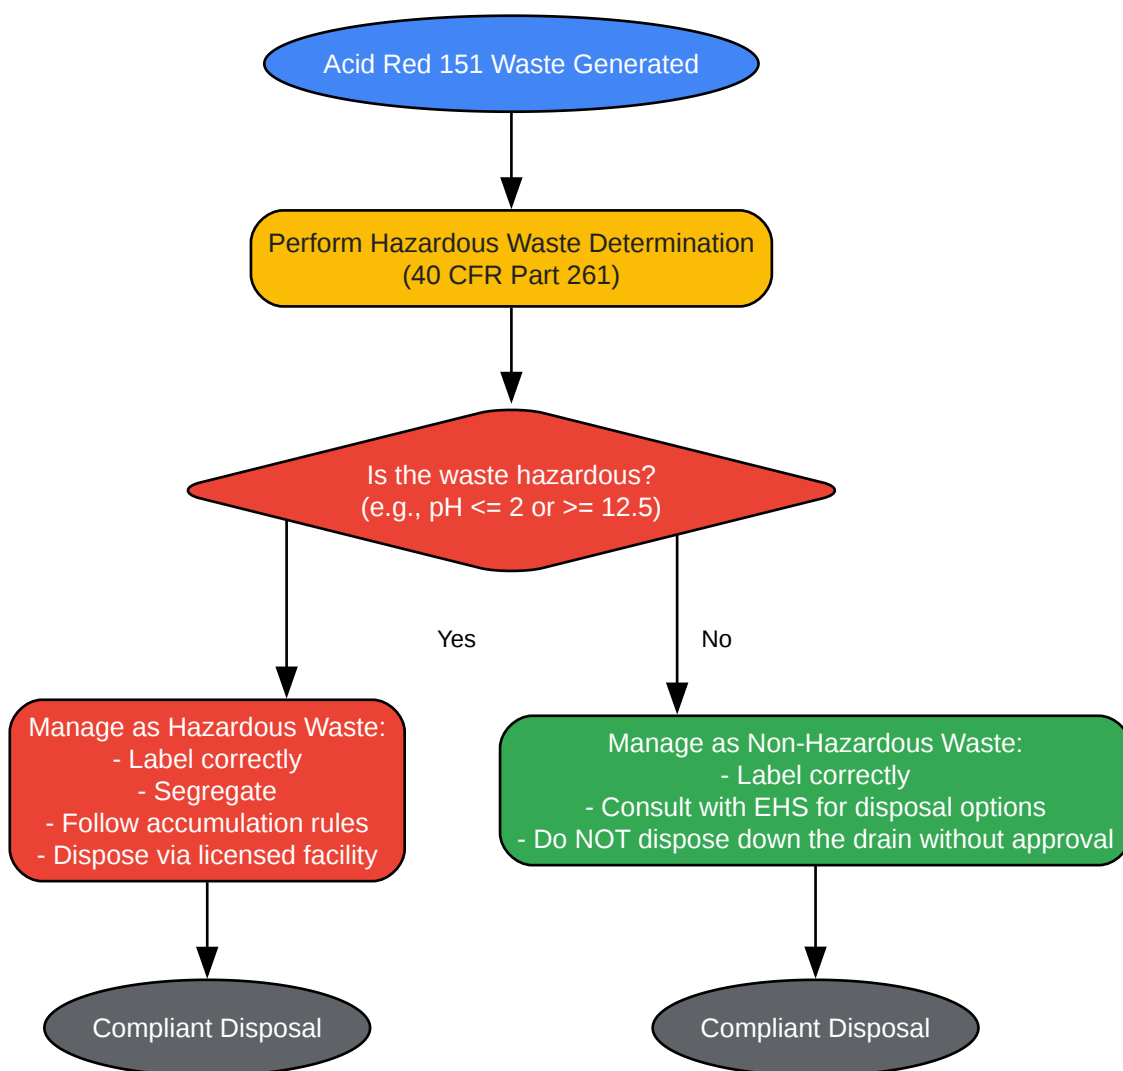 Acid Red 151 Waste Generated
Perform Hazardous Waste Determination
(40 CFR Part 261)
Is the waste hazardous?
(e.g., pH <= 2 or >= 12.5)
Yes
No
Manage as Hazardous Waste:
- Label correctly
- Segregate
- Follow accumulation rules
- Dispose via licensed facility
Manage as Non-Hazardous Waste:
- Label correctly
- Consult with EHS for disposal options
- Do NOT dispose down the drain without approval
Compliant Disposal
Compliant Disposal